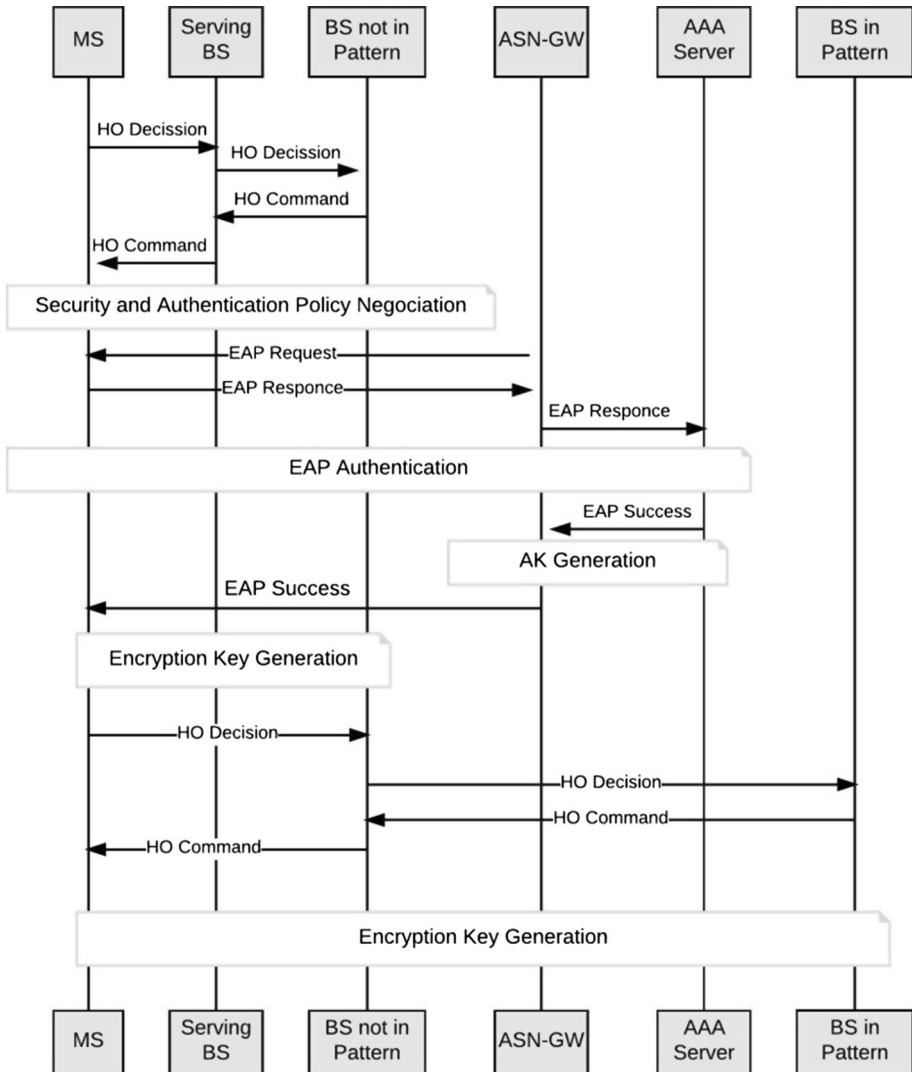 MS
Serving
BS
BS not in
Pattern
ASN-GW
AAA
Server
BS in
Pattern
HO Decission
HO Decission
HO Command
HO Command
Security and Authentication Policy Negociation
EAP Request
EAP Responce
EAP Responce
EAP Authentication
EAP Success
AK Generation
EAP Success
Encryption Key Generation
HO Decision
HO Decision
HO Command
HO Command
Encryption Key Generation
MS
Serving
BS
BS not in
Pattern
ASN-GW
AAA
Server
BS in
Pattern